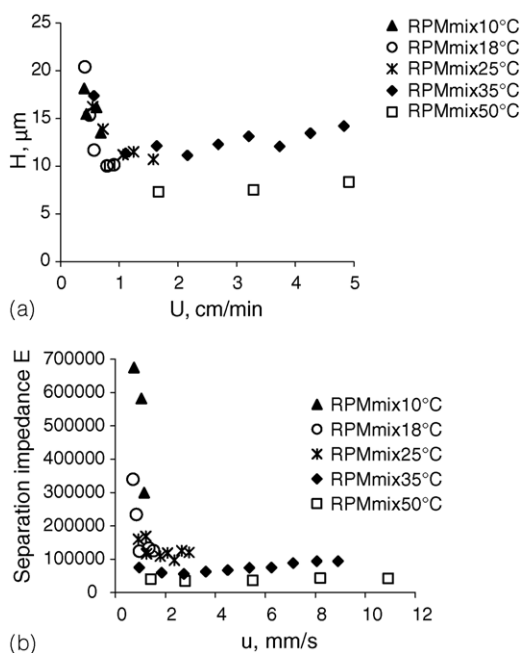 25
20
15
10
5
0
H, μm
0 1 2 3 4 5
U, cm/min
RPMmix10°C
RPMmix18°C
RPMmix25°C
RPMmix35°C
RPMmix50°C
(a)
700000
600000
500000
400000
300000
200000
100000
0
Separation impedance E
0 2 4 6 8 10 12
u, mm/s
RPMmix10°C
RPMmix18°C
RPMmix25°C
RPMmix35°C
RPMmix50°C
(b)